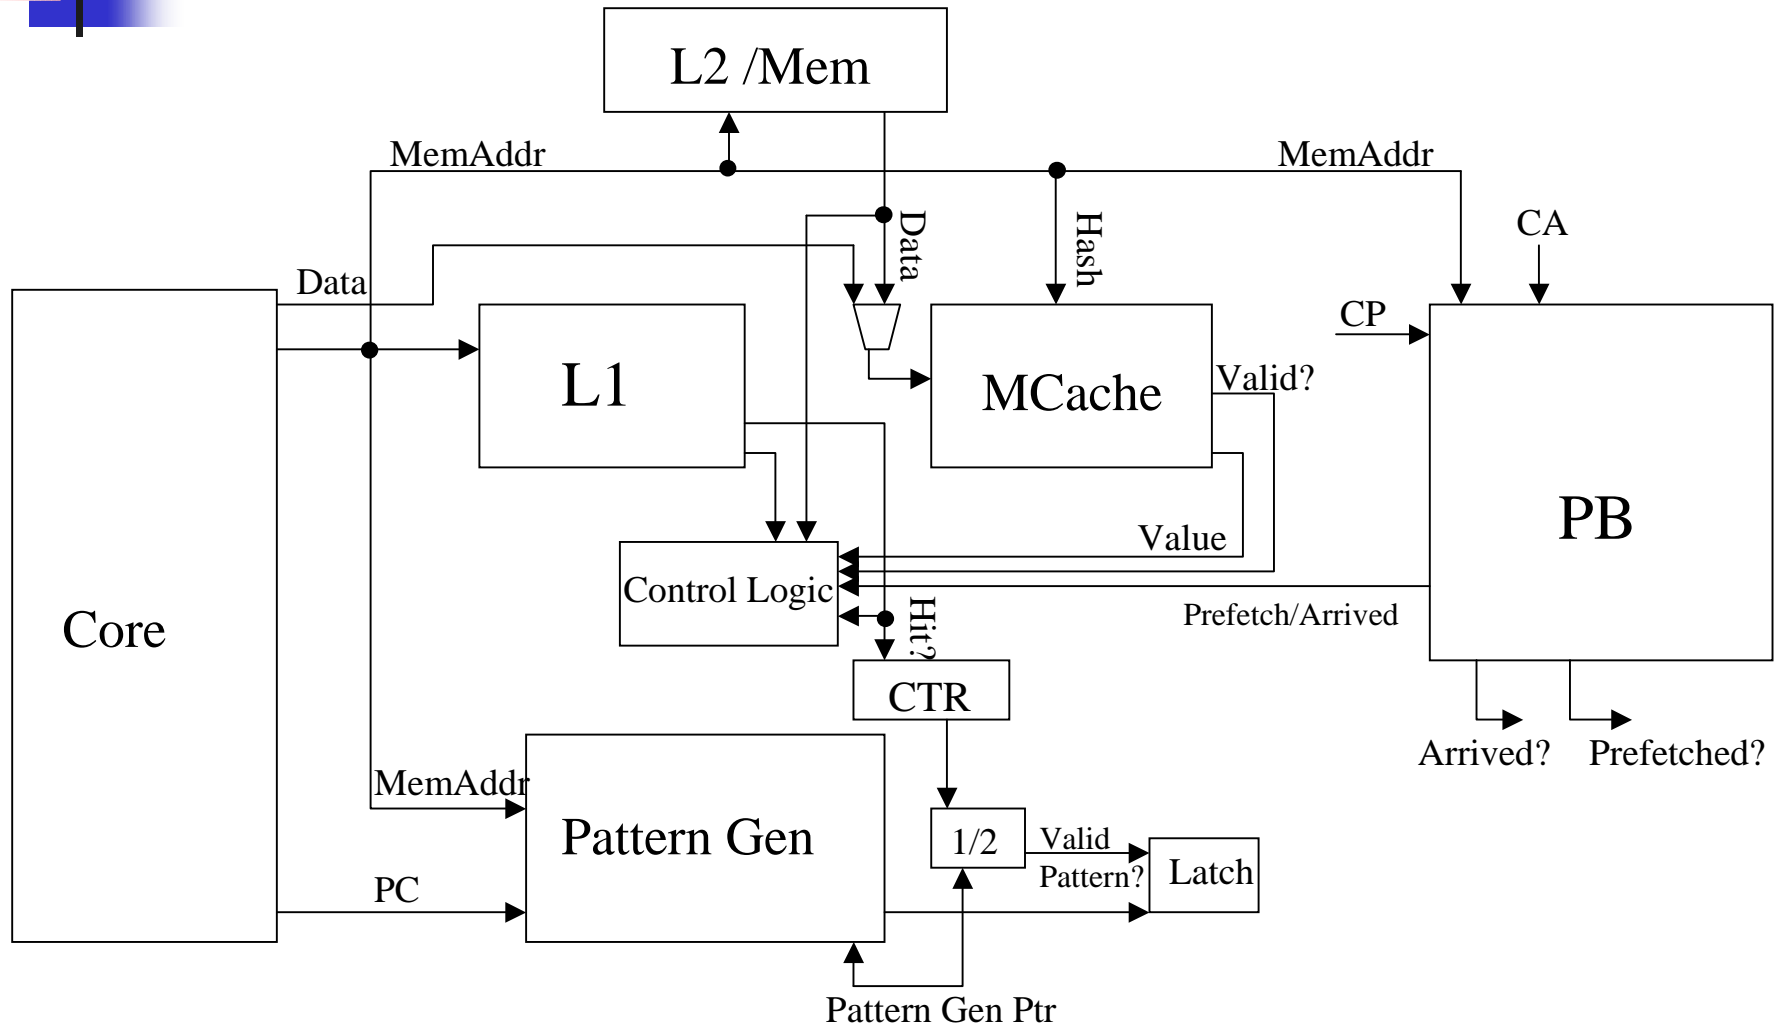 L2 /Mem
MemAddr
MemAddr
Data
Hash
CA
Data
CP
L1
MCache
Valid?
PB
Value
Control Logic
Prefetch/Arrived
Hit?
Core
CTR
Arrived?
Prefetched?
MemAddr
Pattern Gen
1/2
Valid
Pattern?
Latch
PC
Pattern Gen Ptr